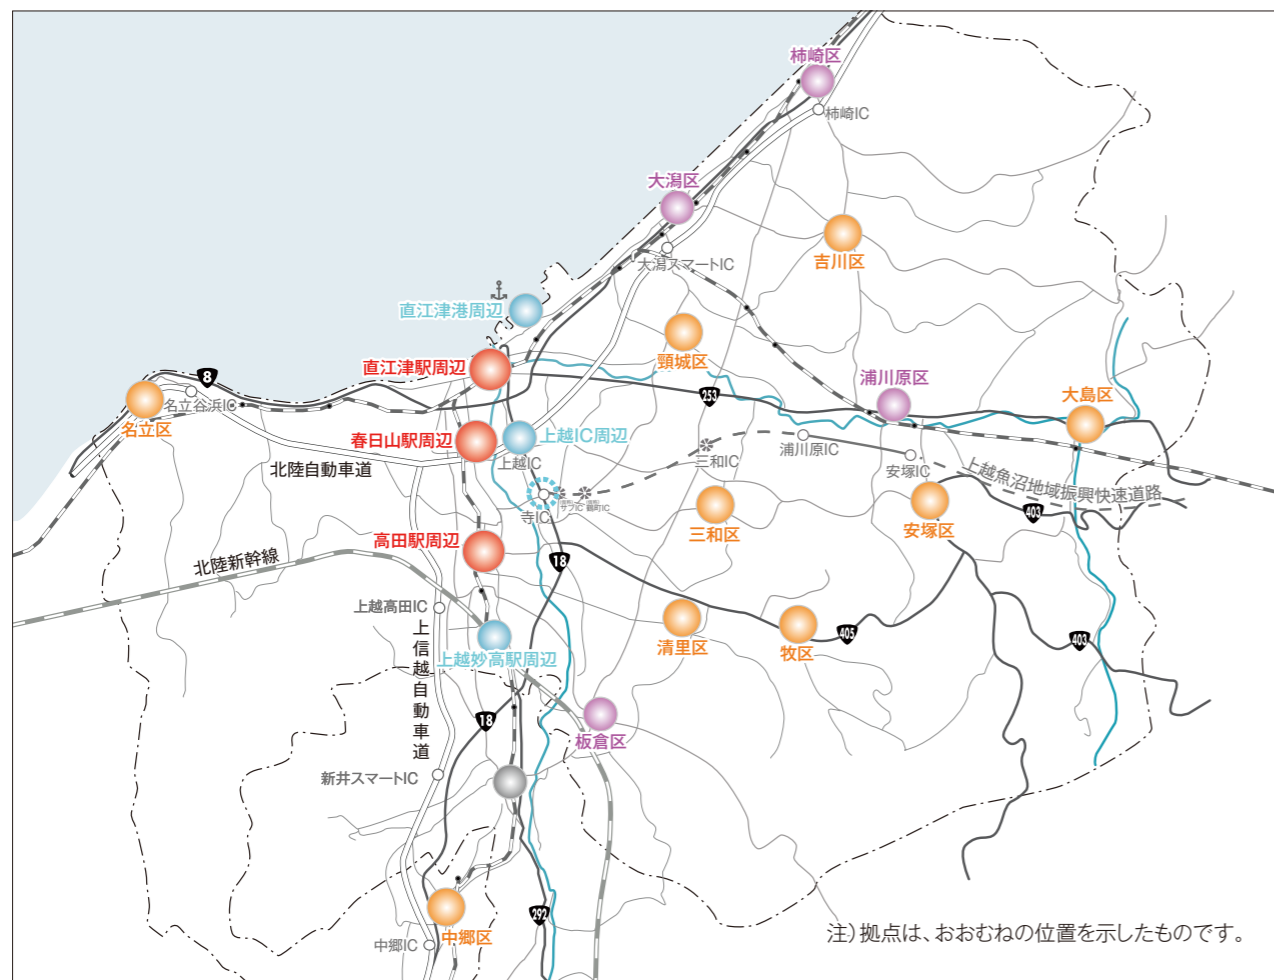 柿崎区
柿崎IC
大潟区
大潟スマートIC
吉川区
直江津港周辺
頸城区
直江津駅周辺
8
名立谷浜IC
名立区
253
浦川原区
大島区
春日山駅周辺
上越IC周辺
上越IC
北陸自動車道
三和IC
浦川原IC
安塚IC
上越魚沼地域振興快速道路
寺IC
鶴町IC
三和区
安塚区
403
高田駅周辺
18
北陸新幹線
上越高田IC
上信越自動車道
上越妙高駅周辺
清里区
牧区
405
403
18
板倉区
新井スマートIC
292
中郷区
中郷IC
注）拠点は、おおむねの位置を示したものです。